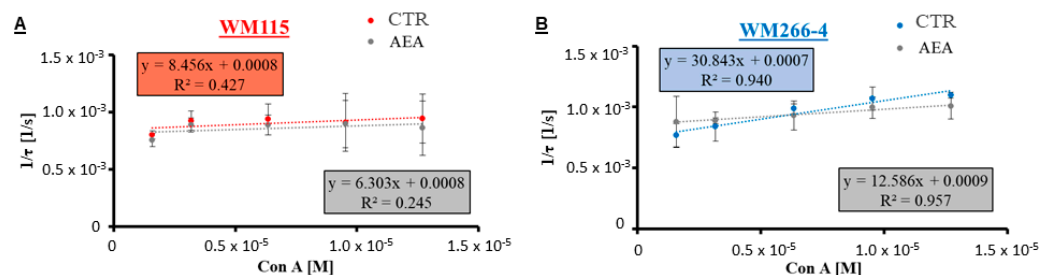 A
WM115
CTR
AEA
1.5 x 10⁻³
1.0 x 10⁻³
0.5 x 10⁻³
0
1/τ [1/s]
y = 8.456x + 0.0008
R² = 0.427
y = 6.303x + 0.0008
R² = 0.245
0
0.5 x 10⁻⁵
1.0 x 10⁻⁵
1.5 x 10⁻⁵
Con A [M]
B
WM266-4
CTR
AEA
1.5 x 10⁻³
1.0 x 10⁻³
0.5 x 10⁻³
0
1/τ [1/s]
y = 30.843x + 0.0007
R² = 0.940
y = 12.586x + 0.0009
R² = 0.957
0
0.5 x 10⁻⁵
1.0 x 10⁻⁵
1.5 x 10⁻⁵
Con A [M]